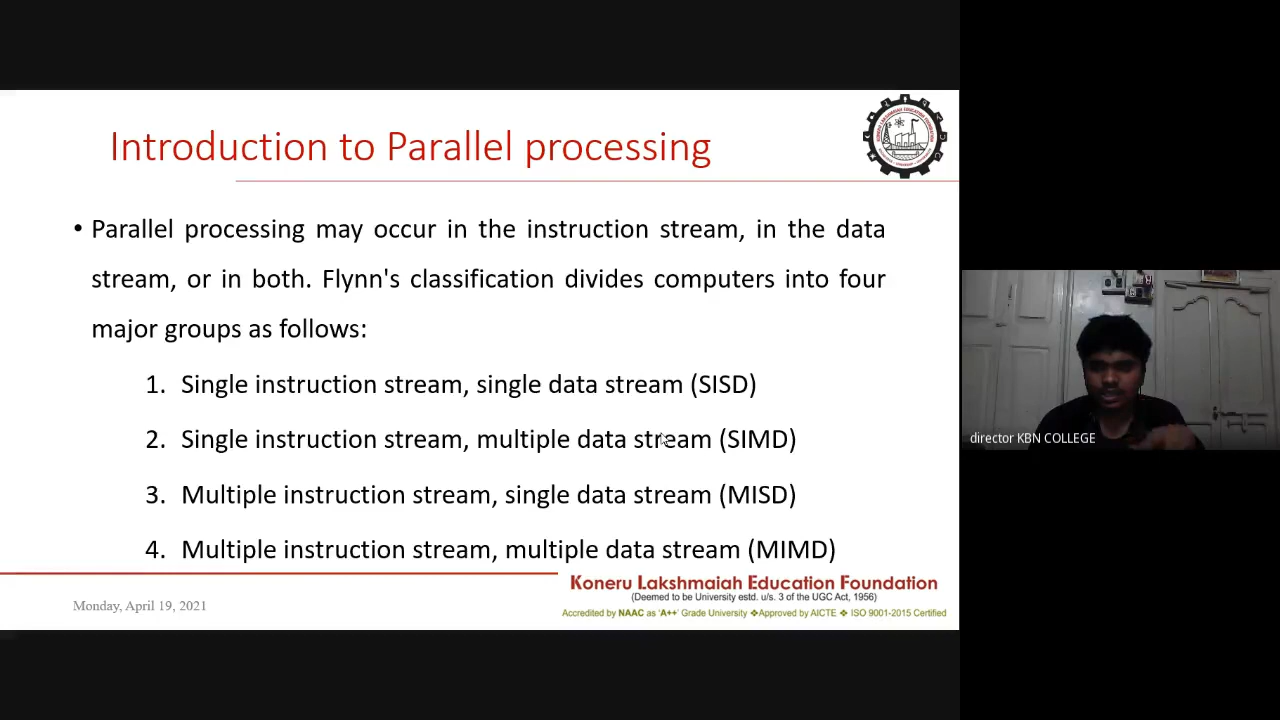 Introduction to Parallel processing
• Parallel processing may occur in the instruction stream, in the data
stream, or in both. Flynn's classification divides computers into four
major groups as follows:
1. Single instruction stream, single data stream (SISD)
2. Single instruction stream, multiple data stream (SIMD)
3. Multiple instruction stream, single data stream (MISD)
4. Multiple instruction stream, multiple data stream (MIMD)
Koneru Lakshmaiah Education Foundation
(Deemed to be University estd. u/s. 3 of the UGC Act, 1956)
Accredited by NAAC as 'A++' Grade University ❖Approved by AICTE ❖ ISO 9001-2015 Certified
Monday, April 19, 2021
director KBN COLLEGE